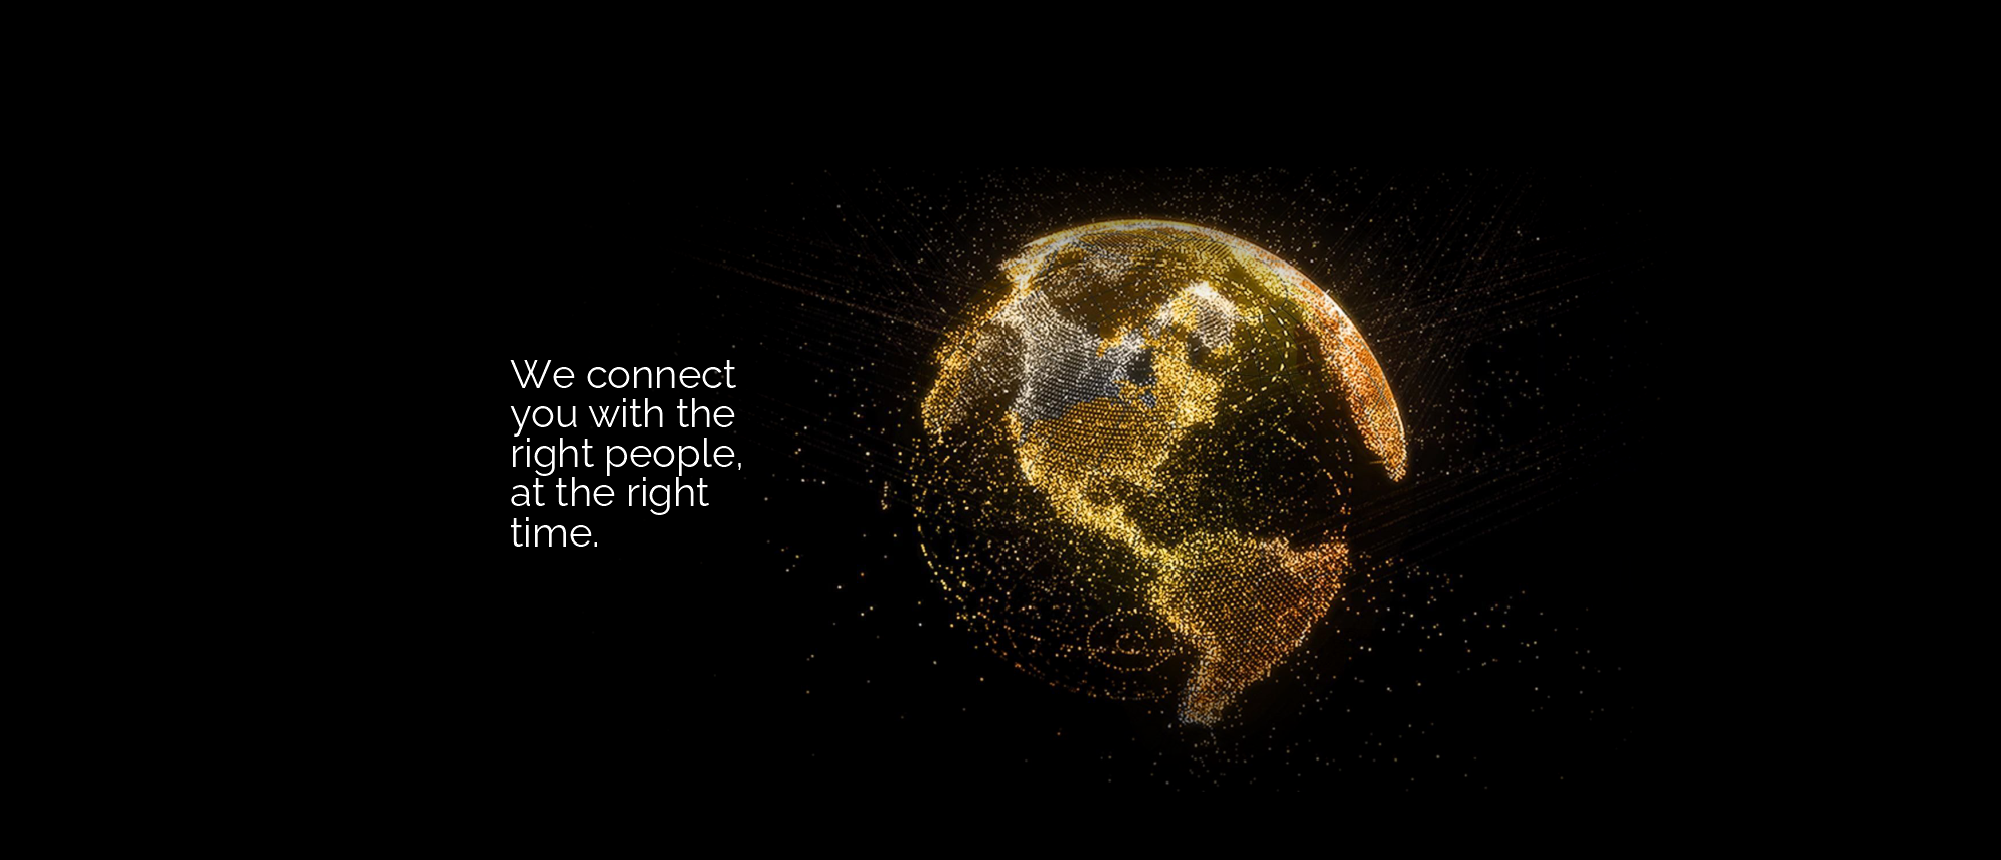 We connect
you with the
right people,
at the right
time.